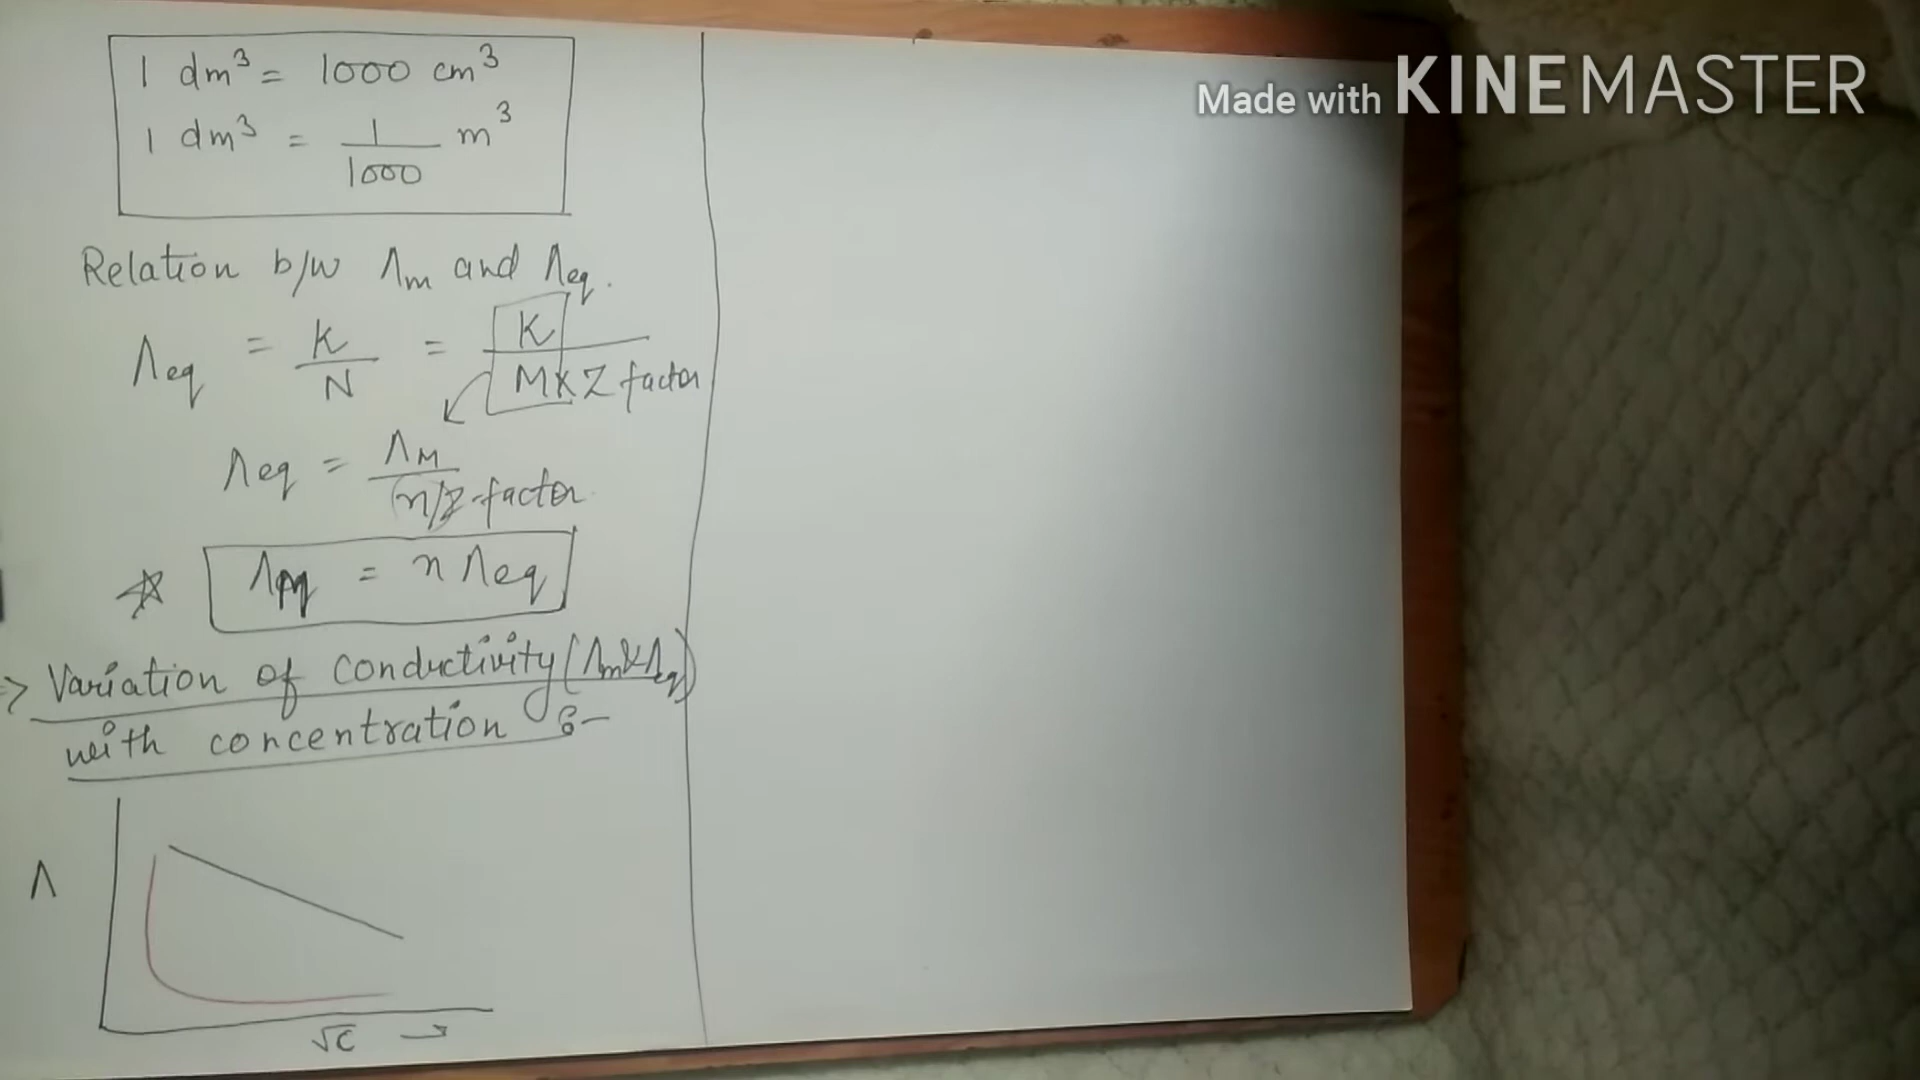 1 dm³ = 1000 cm³
1 dm³ = 1/1000 m³
Relation b/w Λm and Λeq.
Λeq = K/N = K/M×Z factor
Λeq = ΛM/(n/z-factor
Λm = n Λeq
=> Variation of conductivity (Λm & Λeq)
with concentration :-
Λ
√C →
Made with KINEMASTER